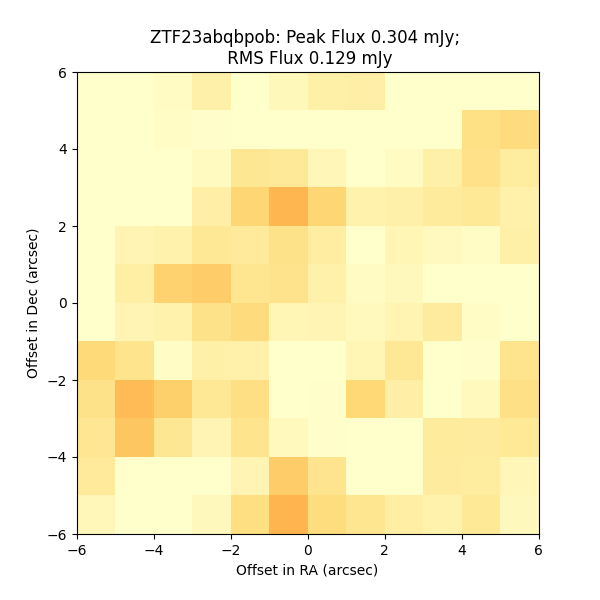 ZTF23abqbpob: Peak Flux 0.304 mJy;
RMS Flux 0.129 mJy
6
4
2
0
−2
−4
−6
Offset in Dec (arcsec)
−6 −4 −2 0 2 4 6
Offset in RA (arcsec)